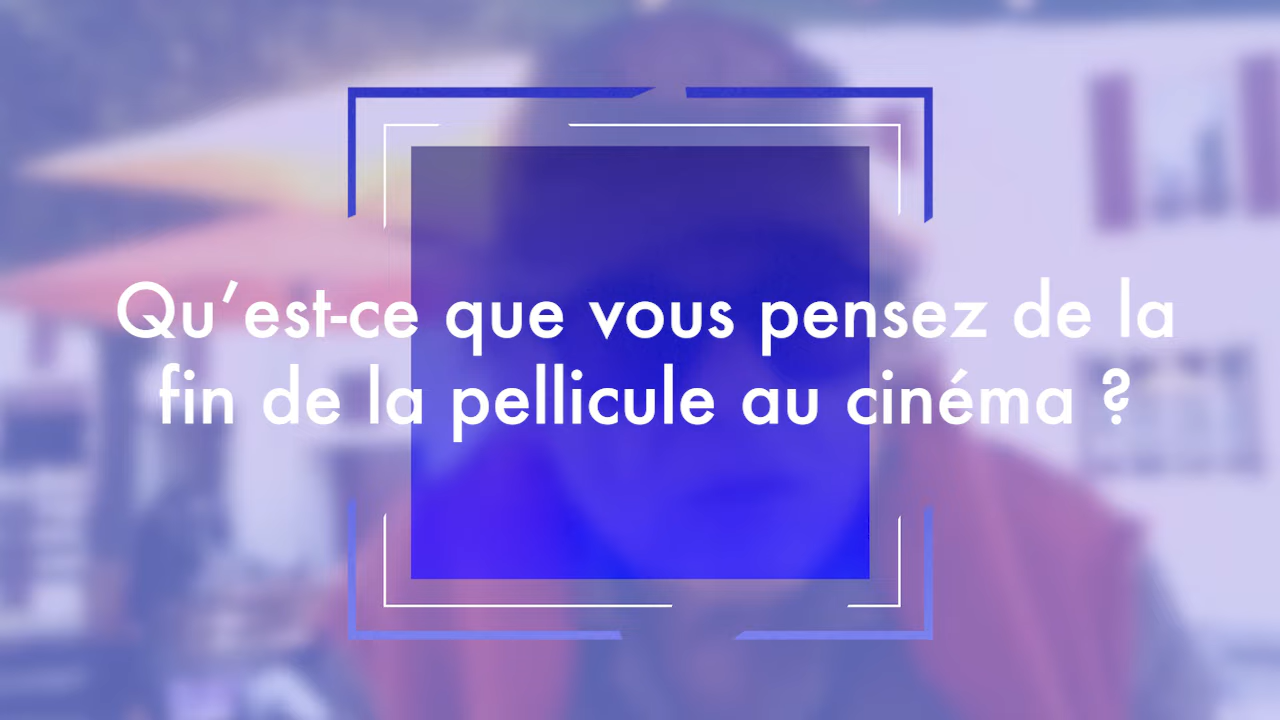 Qu’est-ce que vous pensez de la
fin de la pellicule au cinéma ?